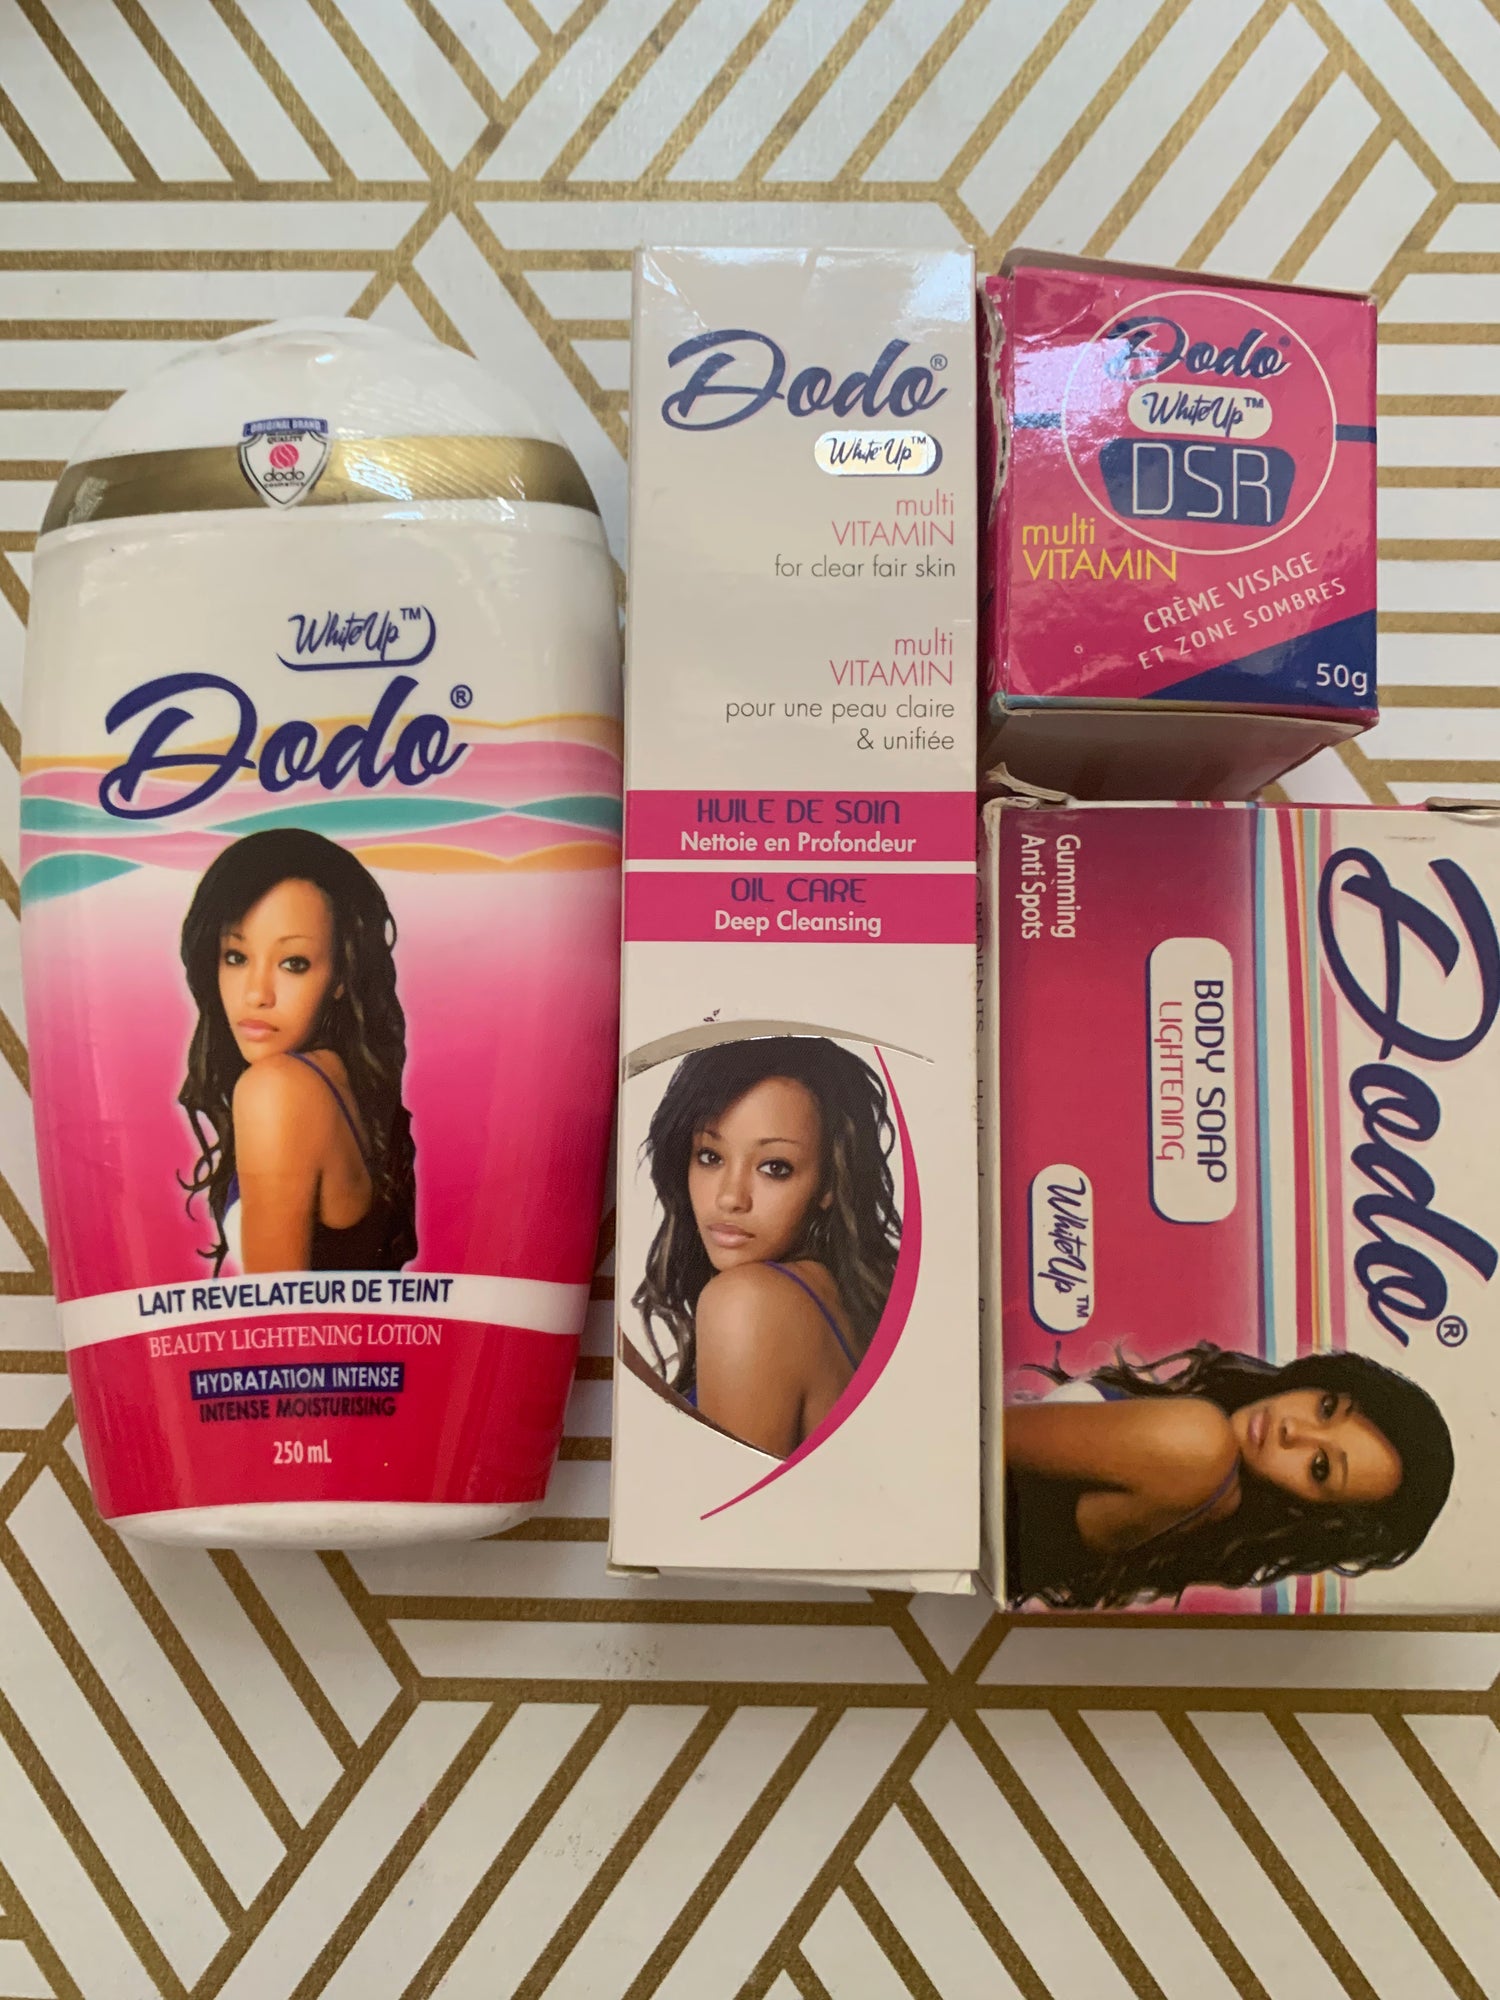 ORIGINAL BRAND
QUALITY
dodo
cosmetics
WhiteUp™
Dodo®
LAIT REVELATEUR DE TEINT
BEAUTY LIGHTENING LOTION
HYDRATATION INTENSE
INTENSE MOISTURISING
250 mL
Dodo®
White Up™
multi
VITAMIN
for clear fair skin
multi
VITAMIN
pour une peau claire
& unifiée
HUILE DE SOIN
Nettoie en Profondeur
OIL CARE
Deep Cleansing
Dodo®
WhiteUp™
DSR
multi
VITAMIN
CRÈME VISAGE
ET ZONE SOMBRES
50g
Dodo®
BODY SOAP
LIGHTENING
Gumming
Anti Spots
WhiteUp™